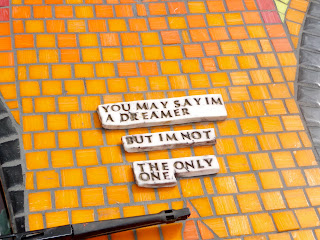 YOU MAY SAY IM
A DREAMER
BUT IM NOT
THE ONLY
ONE